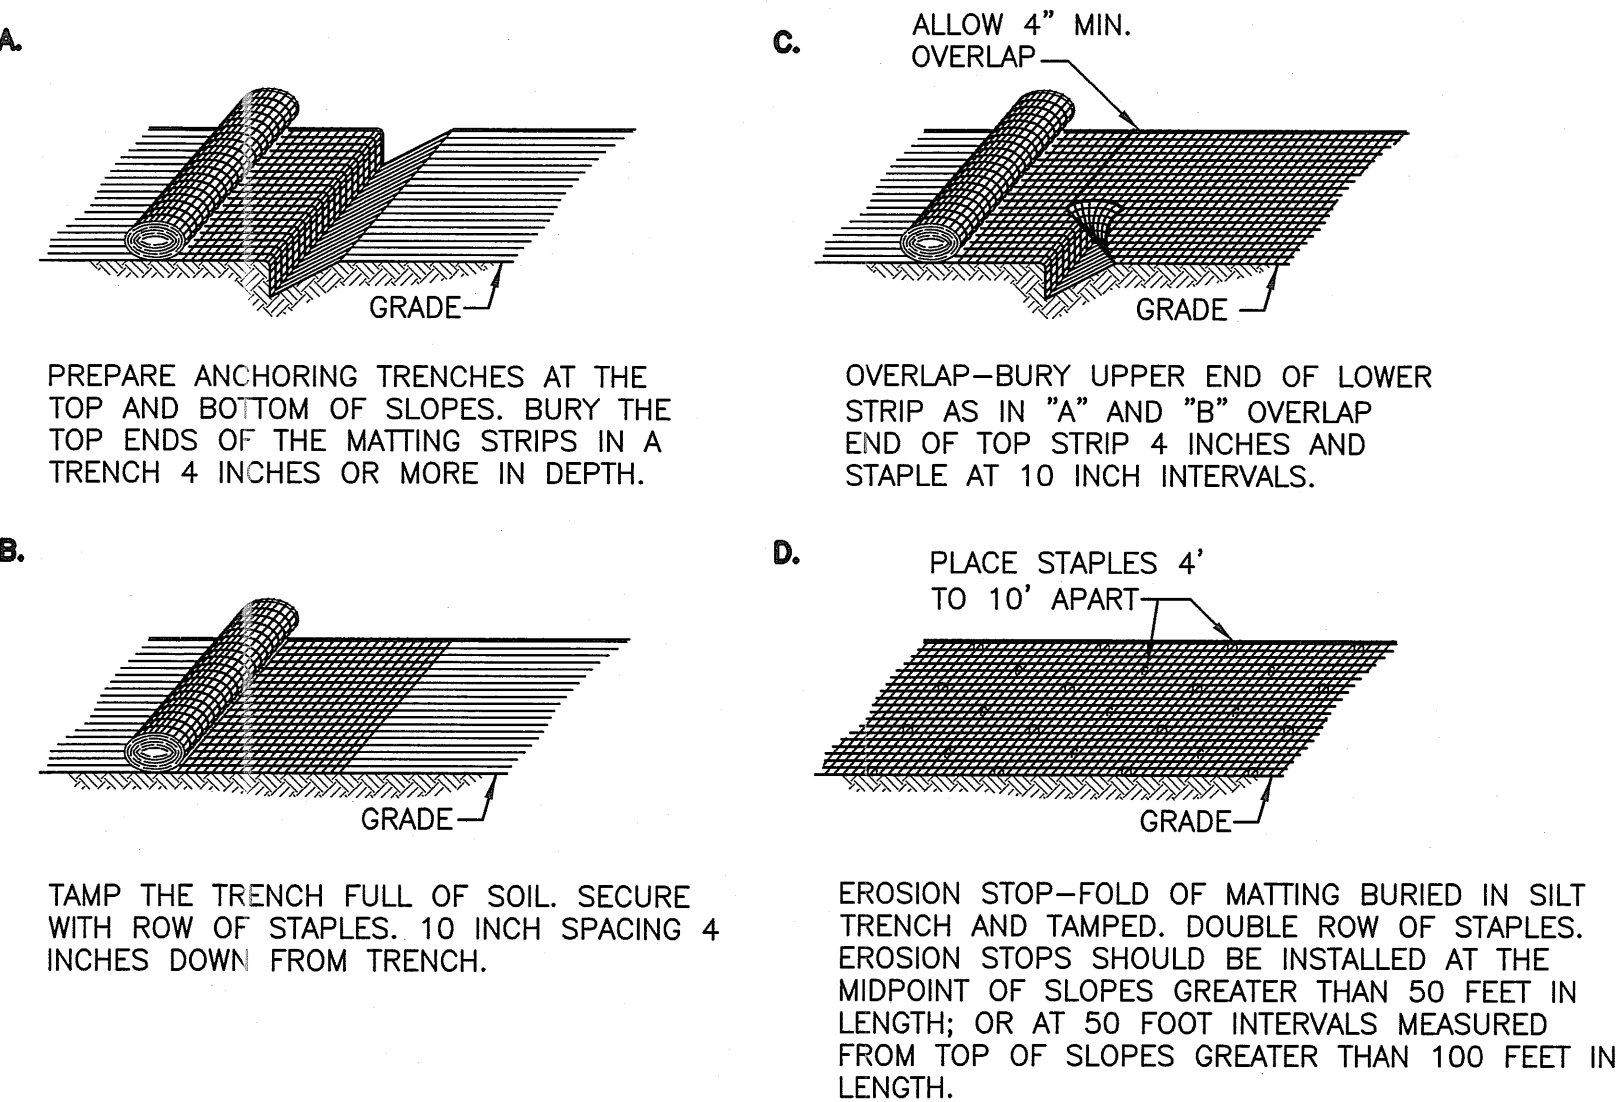 A.
GRADE
PREPARE ANCHORING TRENCHES AT THE
TOP AND BOTTOM OF SLOPES. BURY THE
TOP ENDS OF THE MATTING STRIPS IN A
TRENCH 4 INCHES OR MORE IN DEPTH.
B.
GRADE
TAMP THE TRENCH FULL OF SOIL. SECURE
WITH ROW OF STAPLES. 10 INCH SPACING 4
INCHES DOWN FROM TRENCH.
C.
ALLOW 4" MIN.
OVERLAP
GRADE
OVERLAP-BURY UPPER END OF LOWER
STRIP AS IN "A" AND "B" OVERLAP
END OF TOP STRIP 4 INCHES AND
STAPLE AT 10 INCH INTERVALS.
D.
PLACE STAPLES 4'
TO 10' APART
GRADE
EROSION STOP-FOLD OF MATTING BURIED IN SILT
TRENCH AND TAMPED. DOUBLE ROW OF STAPLES.
EROSION STOPS SHOULD BE INSTALLED AT THE
MIDPOINT OF SLOPES GREATER THAN 50 FEET IN
LENGTH; OR AT 50 FOOT INTERVALS MEASURED
FROM TOP OF SLOPES GREATER THAN 100 FEET IN
LENGTH.